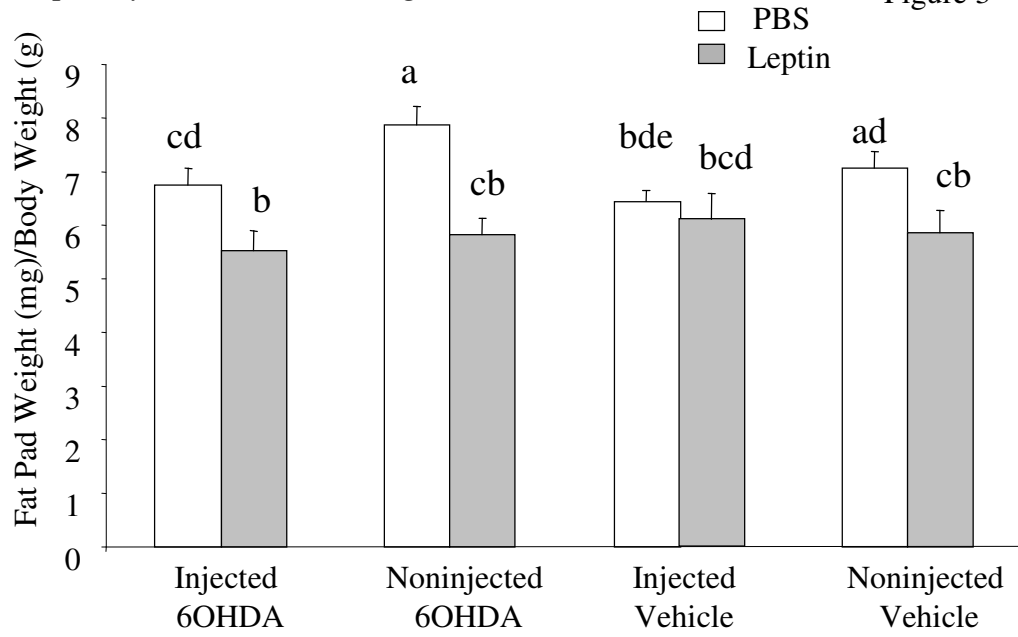 PBS
Leptin
Fat Pad Weight (mg)/Body Weight (g)
9
8
7
6
5
4
3
2
1
0
cd
b
a
cb
bde
bcd
ad
cb
Injected
6OHDA
Noninjected
6OHDA
Injected
Vehicle
Noninjected
Vehicle